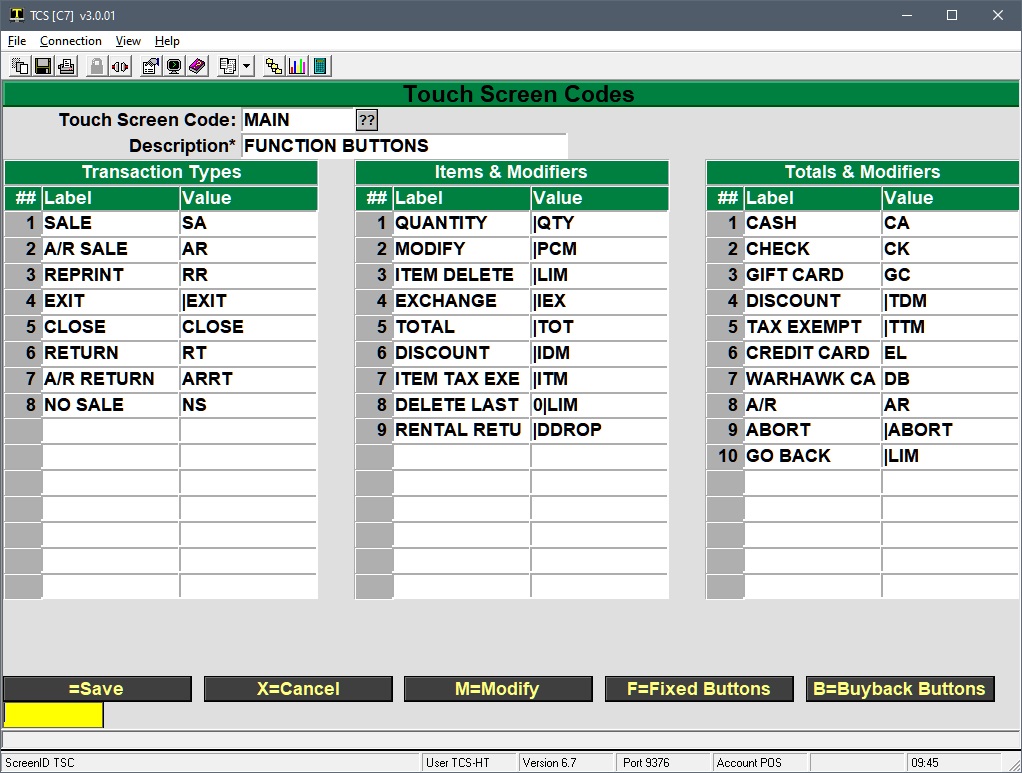 TCS [C7] v3.0.01
File Connection View Help
Touch Screen Codes
Touch Screen Code: MAIN ??
Description* FUNCTION BUTTONS
Transaction Types
## Label Value
1 SALE SA
2 A/R SALE AR
3 REPRINT RR
4 EXIT |EXIT
5 CLOSE CLOSE
6 RETURN RT
7 A/R RETURN ARRT
8 NO SALE NS
Items & Modifiers
## Label Value
1 QUANTITY |QTY
2 MODIFY |PCM
3 ITEM DELETE |LIM
4 EXCHANGE |IEX
5 TOTAL |TOT
6 DISCOUNT |IDM
7 ITEM TAX EXE |ITM
8 DELETE LAST 0|LIM
9 RENTAL RETU |DDROP
Totals & Modifiers
## Label Value
1 CASH CA
2 CHECK CK
3 GIFT CARD GC
4 DISCOUNT |TDM
5 TAX EXEMPT |TTM
6 CREDIT CARD EL
7 WARHAWK CA DB
8 A/R AR
9 ABORT |ABORT
10 GO BACK |LIM
=Save X=Cancel M=Modify F=Fixed Buttons B=Buyback Buttons
ScreenID TSC User TCS-HT Version 6.7 Port 9376 Account POS 09:45